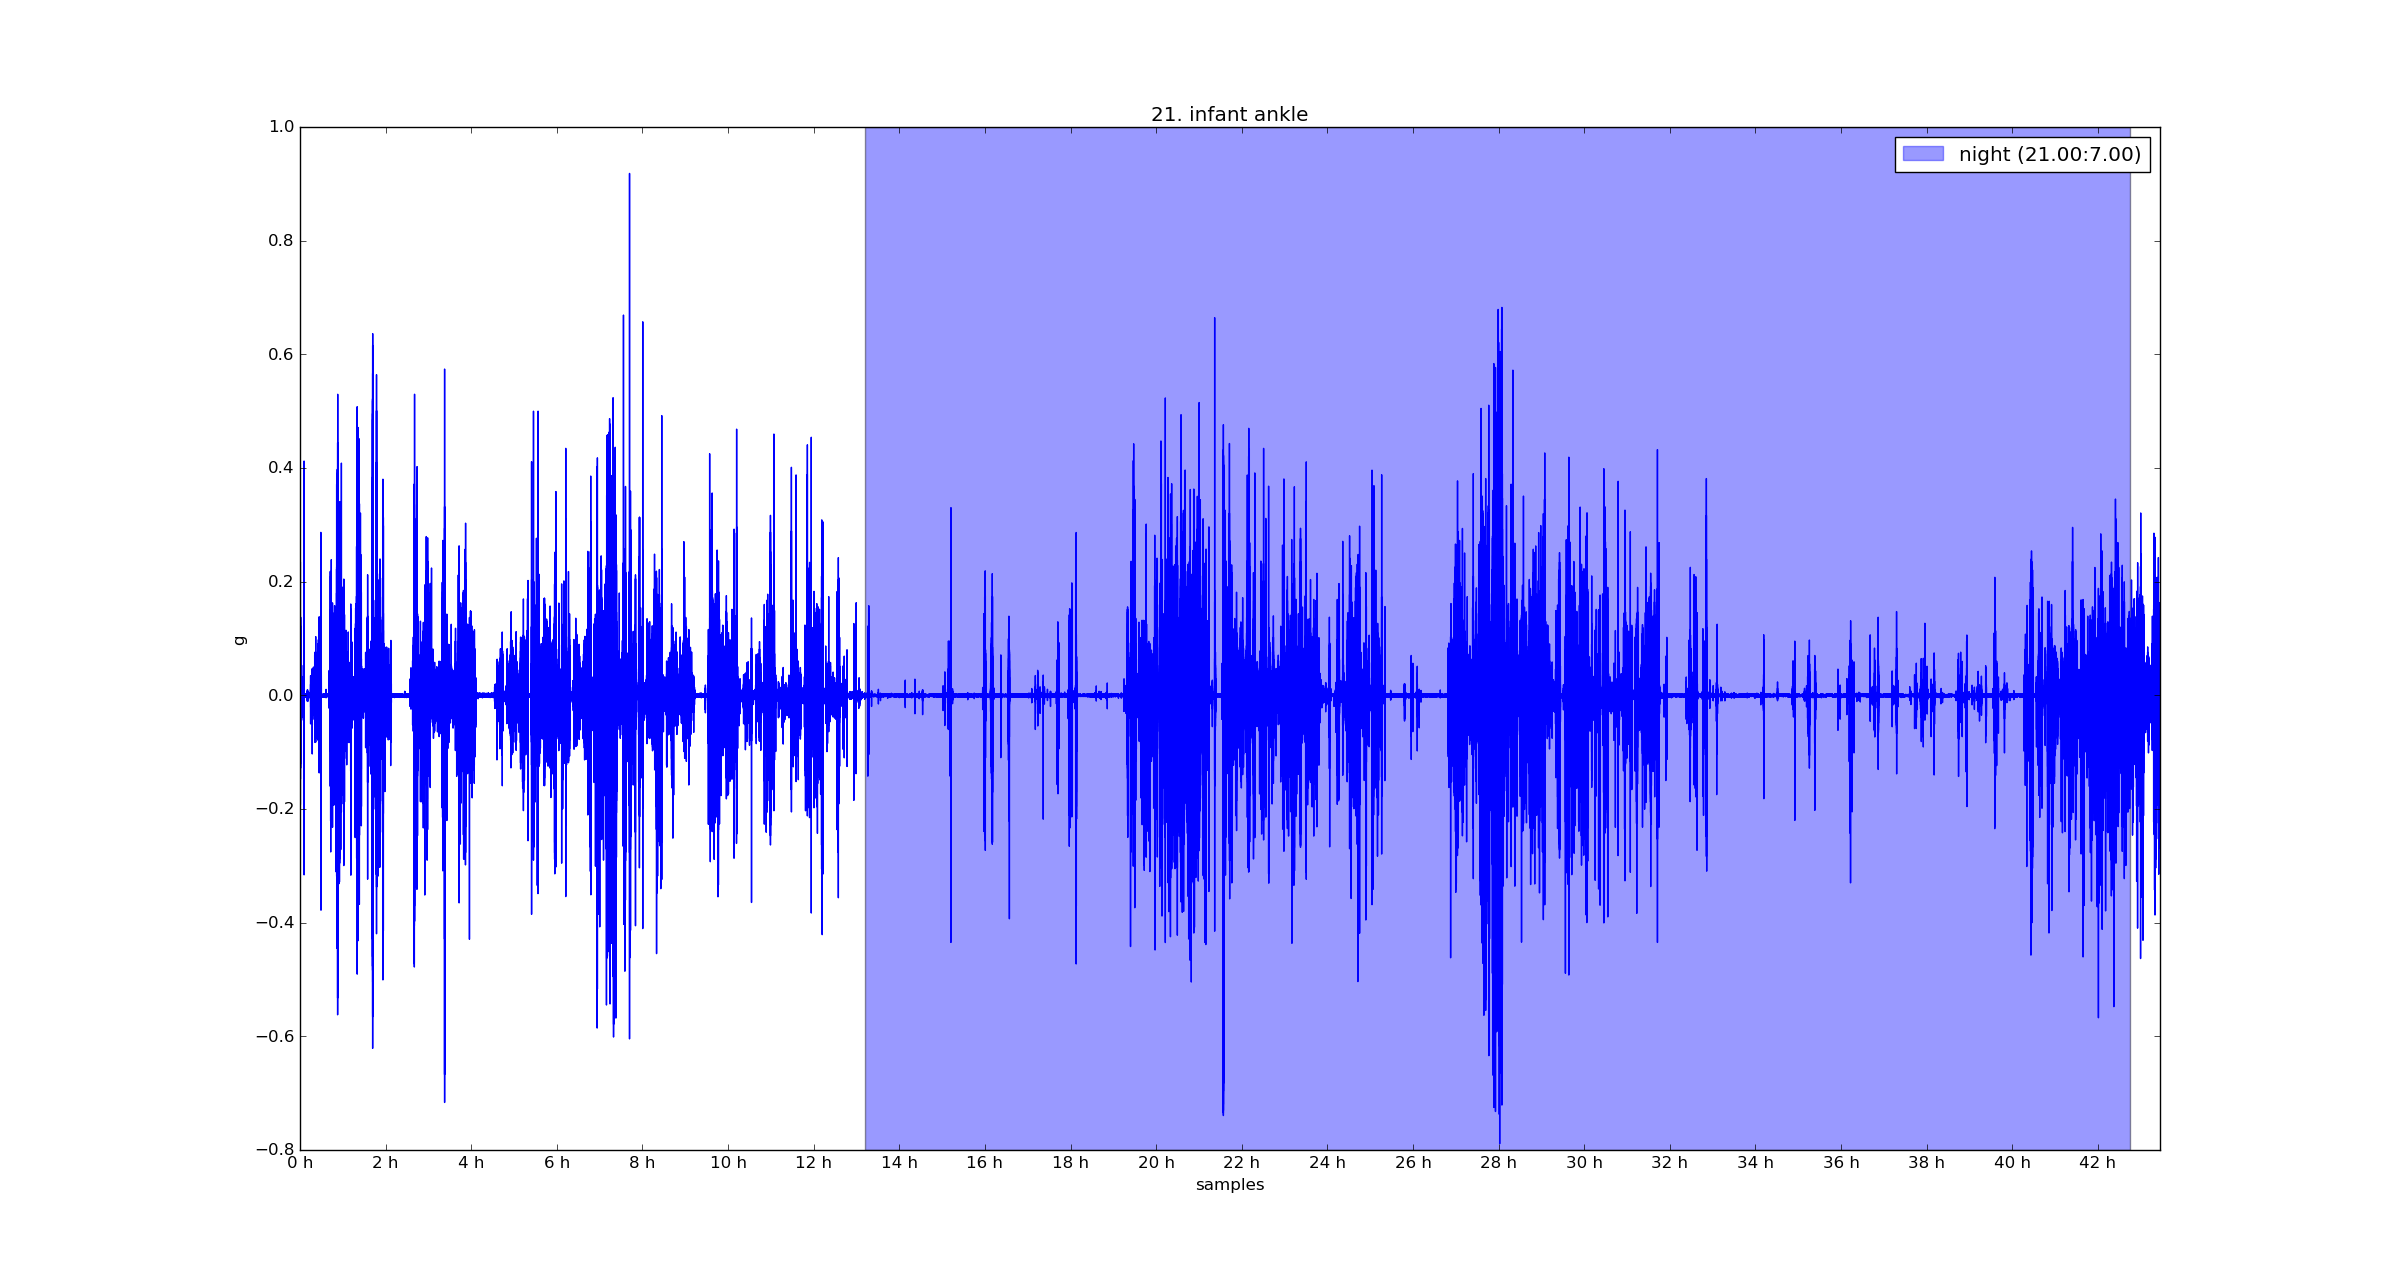 21. infant ankle
night (21.00:7.00)
1.0
0.8
0.6
0.4
0.2
0.0
−0.2
−0.4
−0.6
−0.8
g
0 h 2 h 4 h 6 h 8 h 10 h 12 h 14 h 16 h 18 h 20 h 22 h 24 h 26 h 28 h 30 h 32 h 34 h 36 h 38 h 40 h 42 h
samples